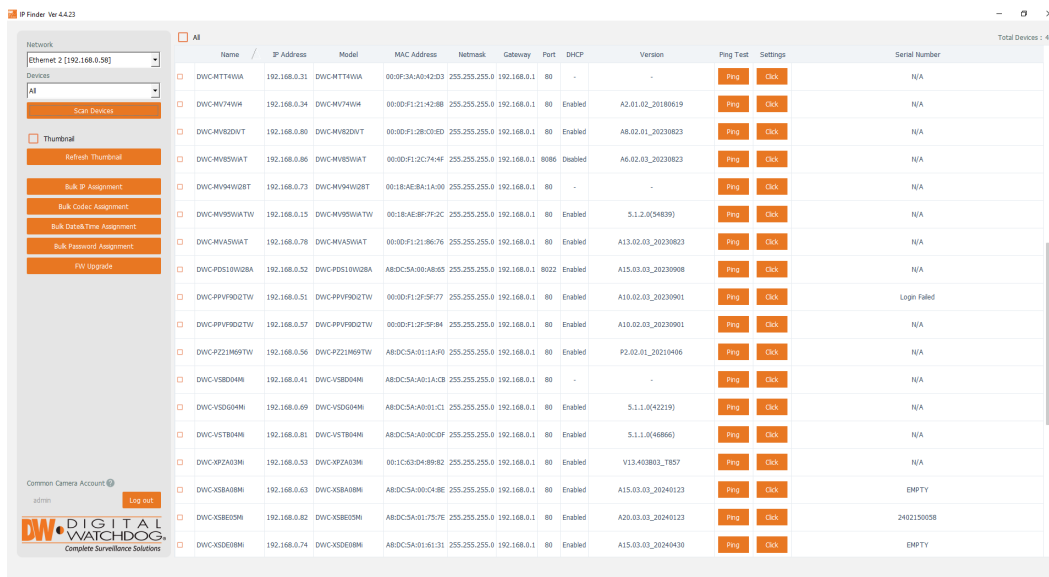 IP Finder Ver 4.4.23
Network
Ethernet 2 [192.168.0.58]
Devices
All
Scan Devices
Thumbnail
Refresh Thumbnail
Bulk IP Assignment
Bulk Codec Assignment
Bulk Date&Time Assignment
Bulk Password Assignment
FW Upgrade
Common Camera Account ?
admin Log out
DW DIGITAL
WATCHDOG.
Complete Surveillance Solutions
All Total Devices : 4
Name / IP Address Model MAC Address Netmask Gateway Port DHCP Version Ping Test Settings Serial Number
DWC-MTT4WiA 192.168.0.31 DWC-MTT4WiA 00:0F:3A:A0:42:D3 255.255.255.0 192.168.0.1 80 - - Ping Click N/A
DWC-MV74Wi4 192.168.0.34 DWC-MV74Wi4 00:0D:F1:21:42:8B 255.255.255.0 192.168.0.1 80 Enabled A2.01.02_20180619 Ping Click N/A
DWC-MV82DiVT 192.168.0.80 DWC-MV82DiVT 00:0D:F1:2B:C0:ED 255.255.255.0 192.168.0.1 80 Enabled A8.02.01_20230823 Ping Click N/A
DWC-MV85WiAT 192.168.0.86 DWC-MV85WiAT 00:0D:F1:2C:74:4F 255.255.255.0 192.168.0.1 8086 Disabled A6.02.03_20230823 Ping Click N/A
DWC-MV94Wi28T 192.168.0.73 DWC-MV94Wi28T 00:18:AE:BA:1A:00 255.255.255.0 192.168.0.1 80 - - Ping Click N/A
DWC-MV95WiATW 192.168.0.15 DWC-MV95WiATW 00:18:AE:BF:7F:2C 255.255.255.0 192.168.0.1 80 Enabled 5.1.2.0(54839) Ping Click N/A
DWC-MVA5WiAT 192.168.0.78 DWC-MVA5WiAT 00:0D:F1:21:86:76 255.255.255.0 192.168.0.1 80 Enabled A13.02.03_20230823 Ping Click N/A
DWC-PDS10Wi28A 192.168.0.52 DWC-PDS10Wi28A A8:DC:5A:00:A8:65 255.255.255.0 192.168.0.1 8022 Enabled A15.03.03_20230908 Ping Click N/A
DWC-PPVF9Di2TW 192.168.0.51 DWC-PPVF9Di2TW 00:0D:F1:2F:5F:77 255.255.255.0 192.168.0.1 80 Enabled A10.02.03_20230901 Ping Click Login Failed
DWC-PPVF9Di2TW 192.168.0.57 DWC-PPVF9Di2TW 00:0D:F1:2F:5F:84 255.255.255.0 192.168.0.1 80 Enabled A10.02.03_20230901 Ping Click N/A
DWC-PZ21M69TW 192.168.0.56 DWC-PZ21M69TW A8:DC:5A:01:1A:F0 255.255.255.0 192.168.0.1 80 Enabled P2.02.01_20210406 Ping Click N/A
DWC-VSBD04Mi 192.168.0.41 DWC-VSBD04Mi A8:DC:5A:A0:1A:CB 255.255.255.0 192.168.0.1 80 - - Ping Click N/A
DWC-VSDG04Mi 192.168.0.69 DWC-VSDG04Mi A8:DC:5A:A0:01:C1 255.255.255.0 192.168.0.1 80 Enabled 5.1.1.0(42219) Ping Click N/A
DWC-VSTB04Mi 192.168.0.81 DWC-VSTB04Mi A8:DC:5A:A0:0C:DF 255.255.255.0 192.168.0.1 80 Enabled 5.1.1.0(46866) Ping Click N/A
DWC-XPZA03Mi 192.168.0.53 DWC-XPZA03Mi 00:1C:63:D4:89:82 255.255.255.0 192.168.0.1 80 Enabled V13.403B03_T857 Ping Click N/A
DWC-XSBA08Mi 192.168.0.63 DWC-XSBA08Mi A8:DC:5A:00:C4:BE 255.255.255.0 192.168.0.1 80 Enabled A15.03.03_20240123 Ping Click EMPTY
DWC-XSBE05Mi 192.168.0.82 DWC-XSBE05Mi A8:DC:5A:01:75:7E 255.255.255.0 192.168.0.1 80 Enabled A20.03.03_20240123 Ping Click 2402150058
DWC-XSDE08Mi 192.168.0.74 DWC-XSDE08Mi A8:DC:5A:01:61:31 255.255.255.0 192.168.0.1 80 Enabled A15.03.03_20240430 Ping Click EMPTY